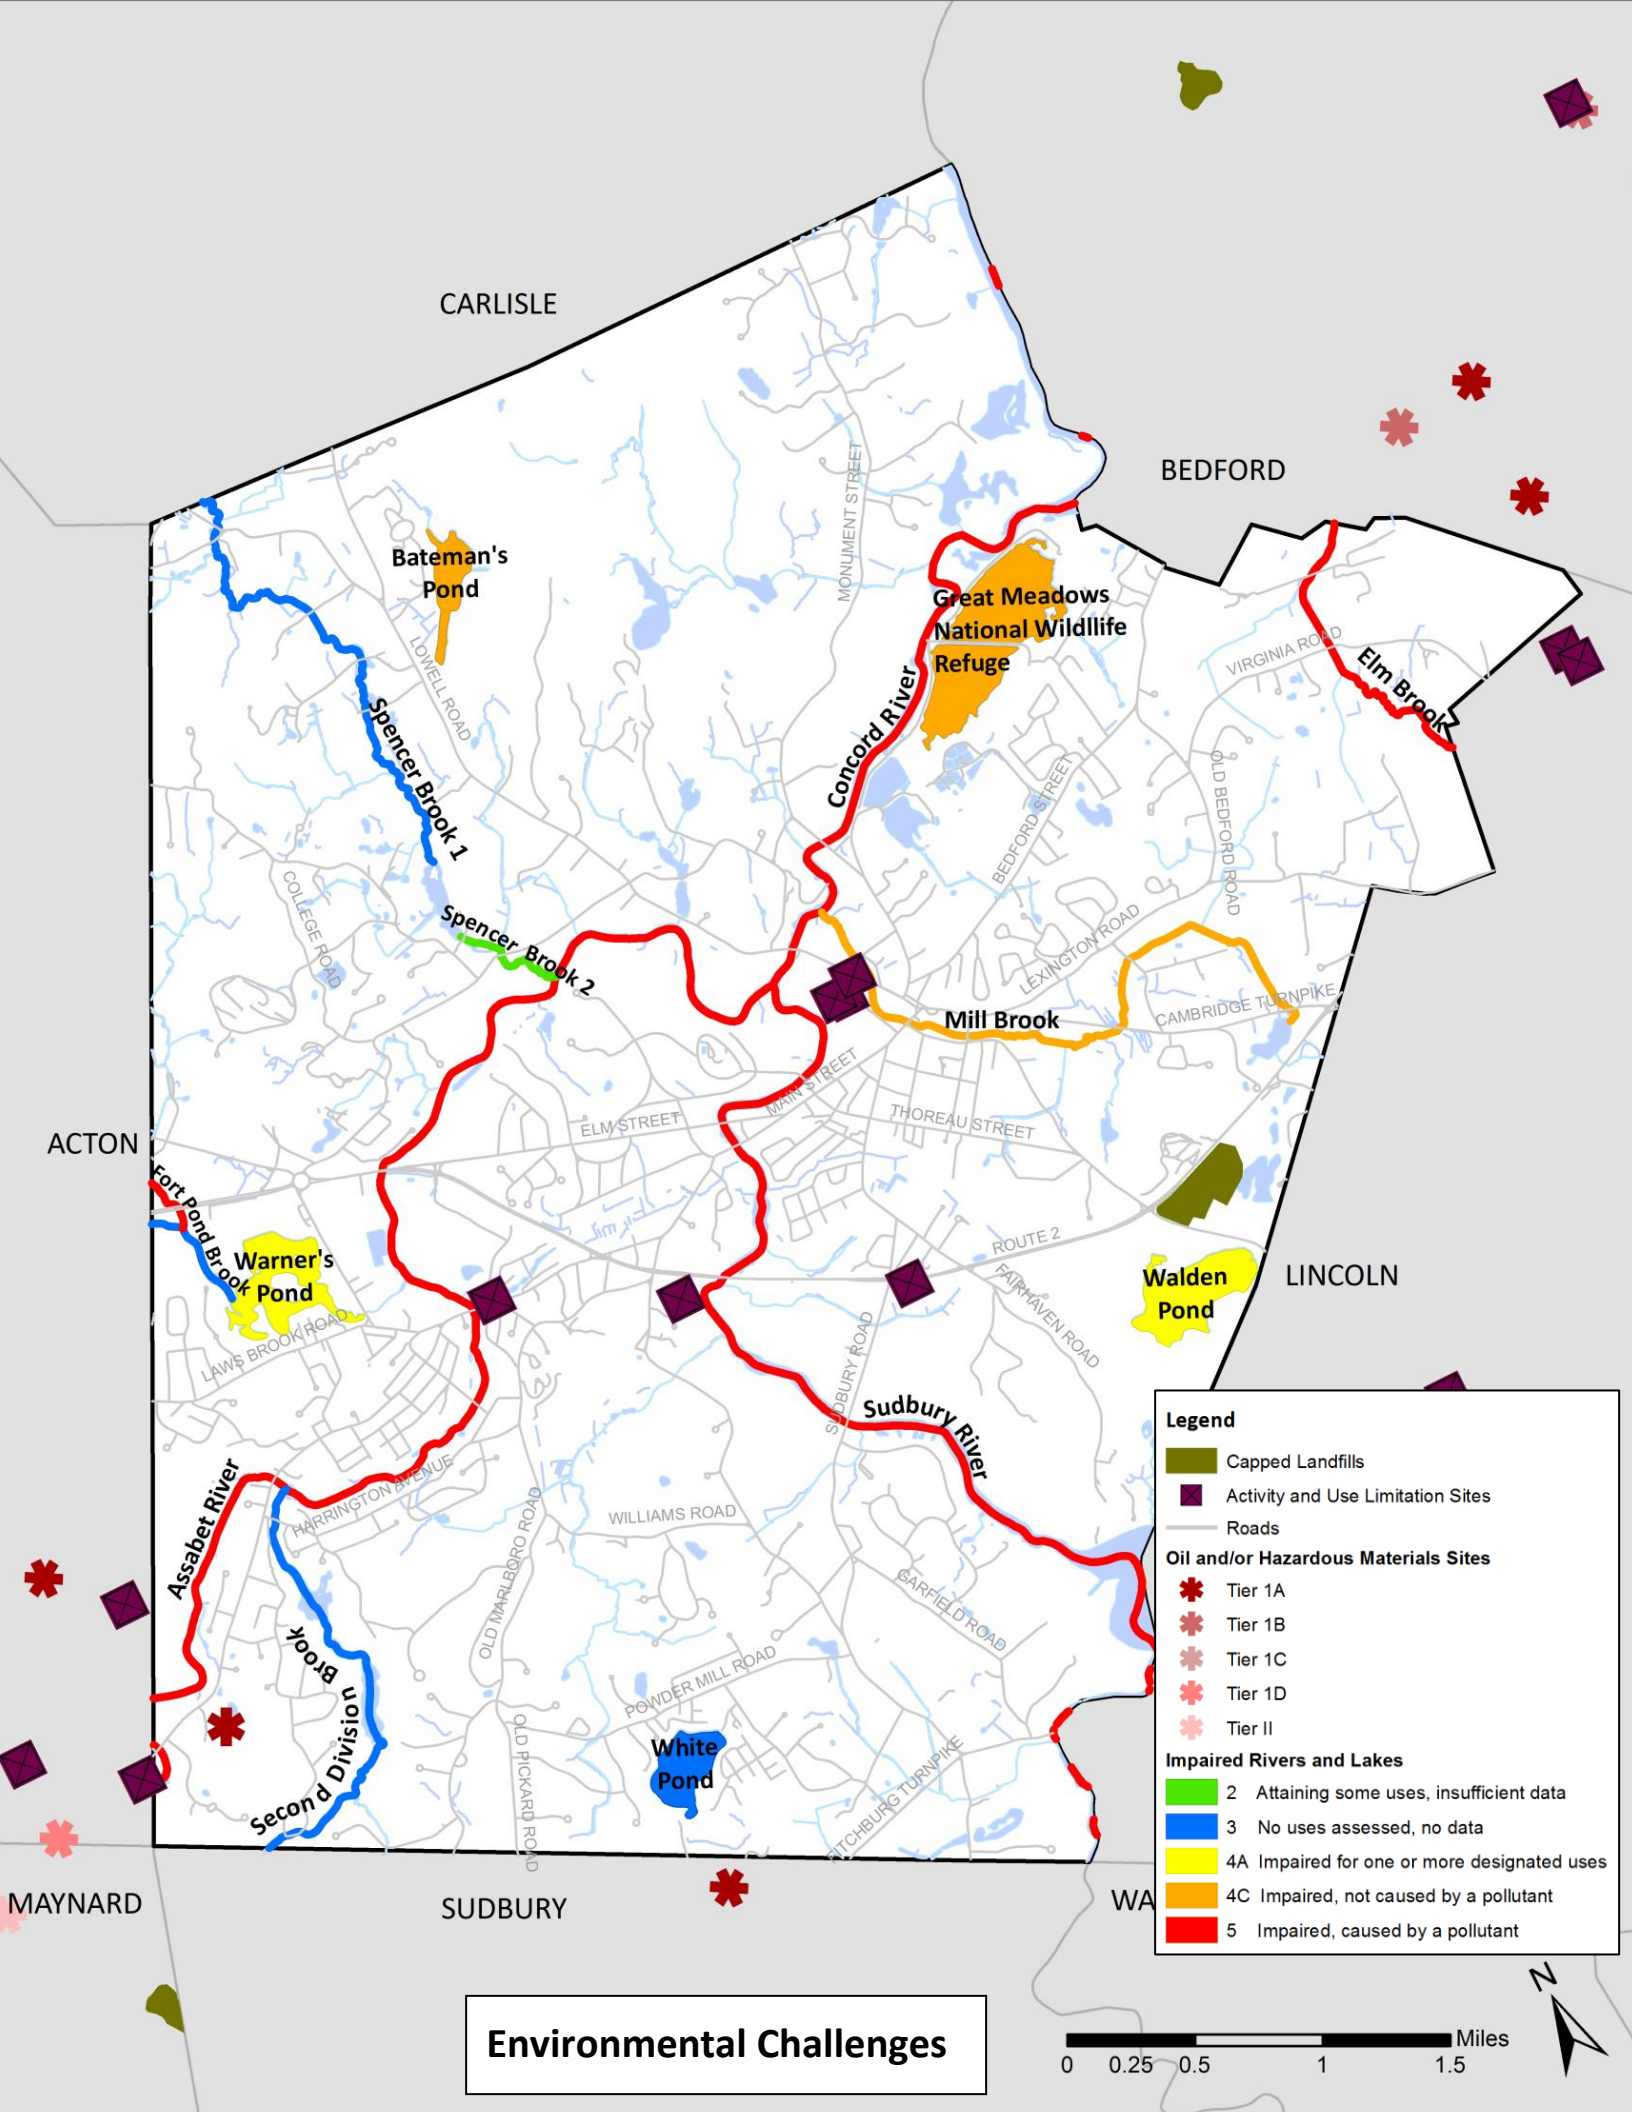 CARLISLE
BEDFORD
MONUMENT STREET
Bateman's
Pond
Great Meadows
National Wildllife
Refuge
LOWELL ROAD
VIRGINIA ROAD
Elm Brook
Concord River
Spencer Brook 1
OLD BEDFORD ROAD
BEDFORD STREET
COLLEGE ROAD
Spencer Brook 2
LEXINGTON ROAD
CAMBRIDGE TURNPIKE
Mill Brook
MAIN STREET
ELM STREET
THOREAU STREET
ACTON
Fort Pond Brook
Warner's
Pond
ROUTE 2
LINCOLN
Walden
Pond
FAIRHAVEN ROAD
LAWS BROOK ROAD
SUDBURY ROAD
Sudbury River
Assabet River
HARRINGTON AVENUE
WILLIAMS ROAD
OLD MARLBORO ROAD
GARFIELD ROAD
Second Division Brook
POWDER MILL ROAD
OLD PICKARD ROAD
White
Pond
FITCHBURG TURNPIKE
MAYNARD
SUDBURY
WA
Legend
Capped Landfills
Activity and Use Limitation Sites
Roads
Oil and/or Hazardous Materials Sites
Tier 1A
Tier 1B
Tier 1C
Tier 1D
Tier II
Impaired Rivers and Lakes
2 Attaining some uses, insufficient data
3 No uses assessed, no data
4A Impaired for one or more designated uses
4C Impaired, not caused by a pollutant
5 Impaired, caused by a pollutant
N
Environmental Challenges
Miles
0 0.25 0.5 1 1.5